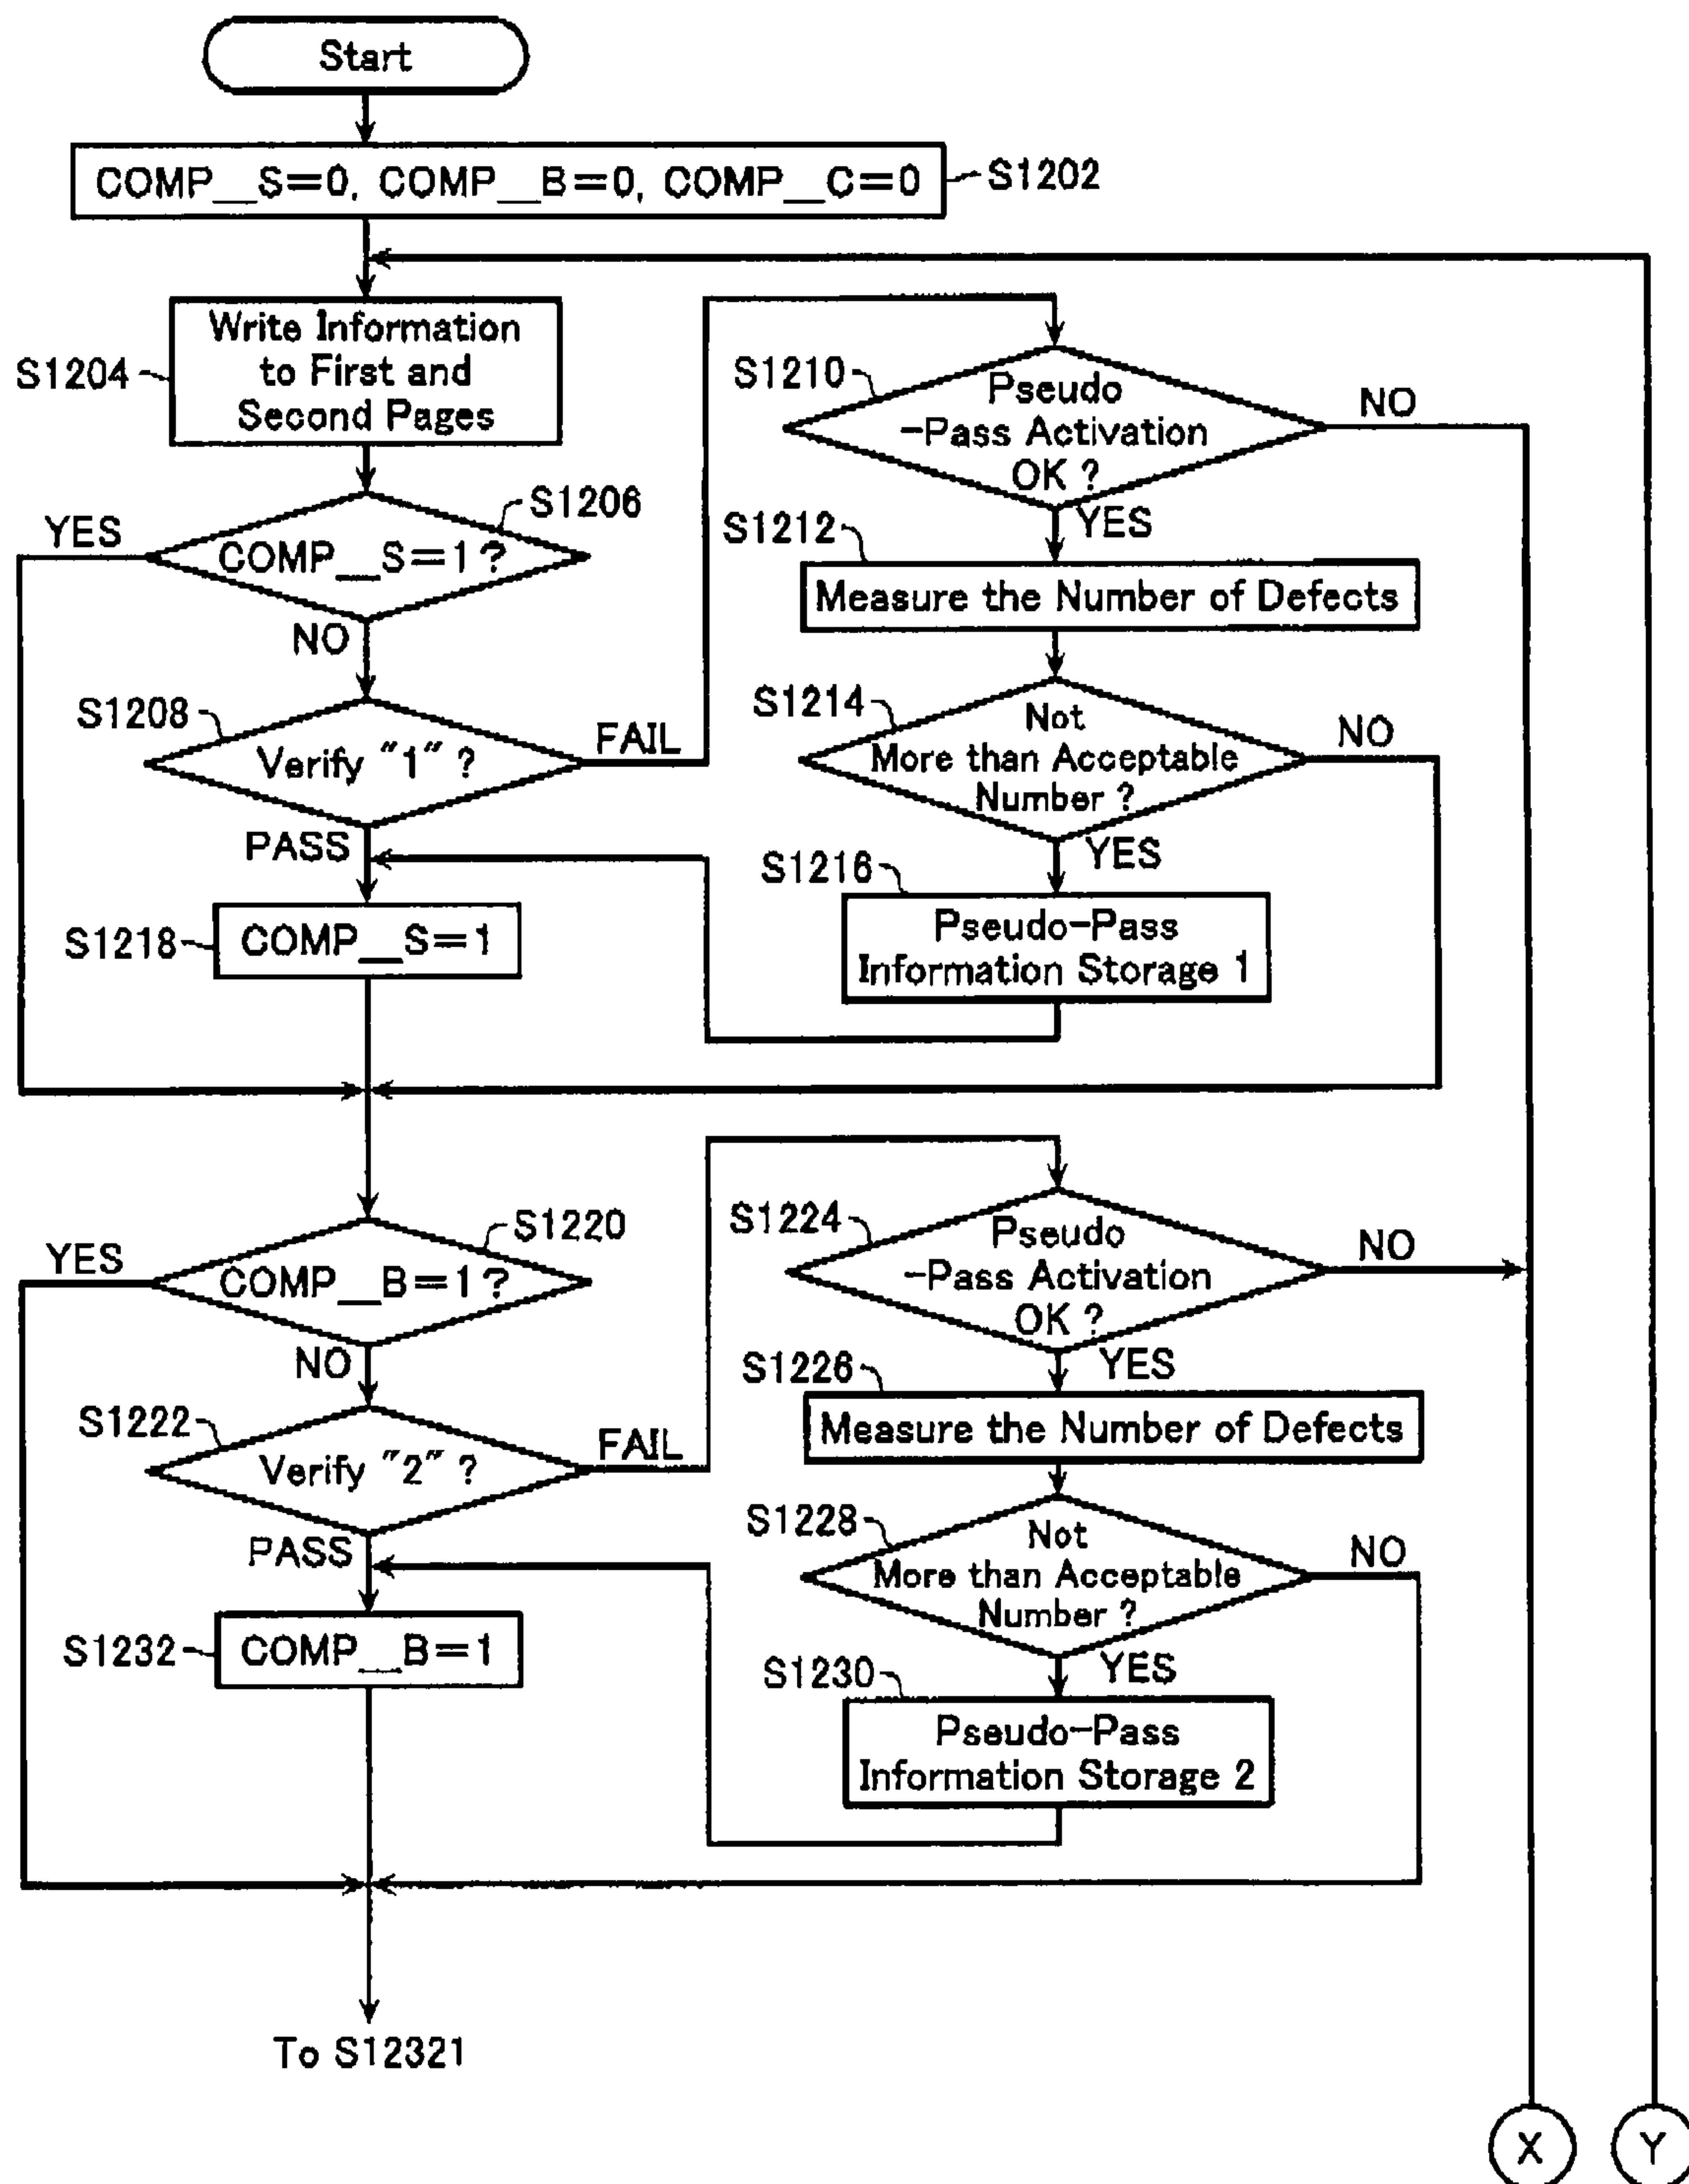 Start
COMP__S=0, COMP__B=0, COMP__C=0
S1202
Write Information
to First and
Second Pages
S1204
S1206
YES
COMP__S=1?
NO
S1208
Verify "1"?
FAIL
PASS
S1210
Pseudo
-Pass Activation
OK?
NO
YES
S1212
Measure the Number of Defects
S1214
Not
More than Acceptable
Number?
NO
YES
S1216
Pseudo-Pass
Information Storage 1
S1218
COMP__S=1
S1220
YES
COMP__B=1?
NO
S1222
Verify "2"?
FAIL
PASS
S1224
Pseudo
-Pass Activation
OK?
NO
YES
S1226
Measure the Number of Defects
S1228
Not
More than Acceptable
Number?
NO
YES
S1230
Pseudo-Pass
Information Storage 2
S1232
COMP__B=1
To S12321
X
Y